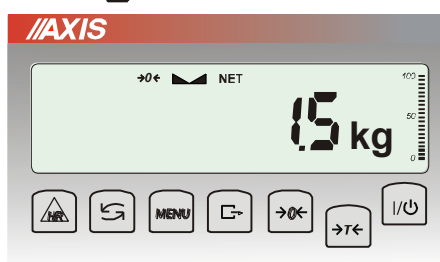 //AXIS
→0← NET 100
1.5 kg 50
0
HR MENU →0← →T← I/⏻